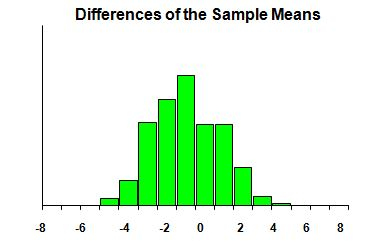 Differences of the Sample Means
-8 -6 -4 -2 0 2 4 6 8